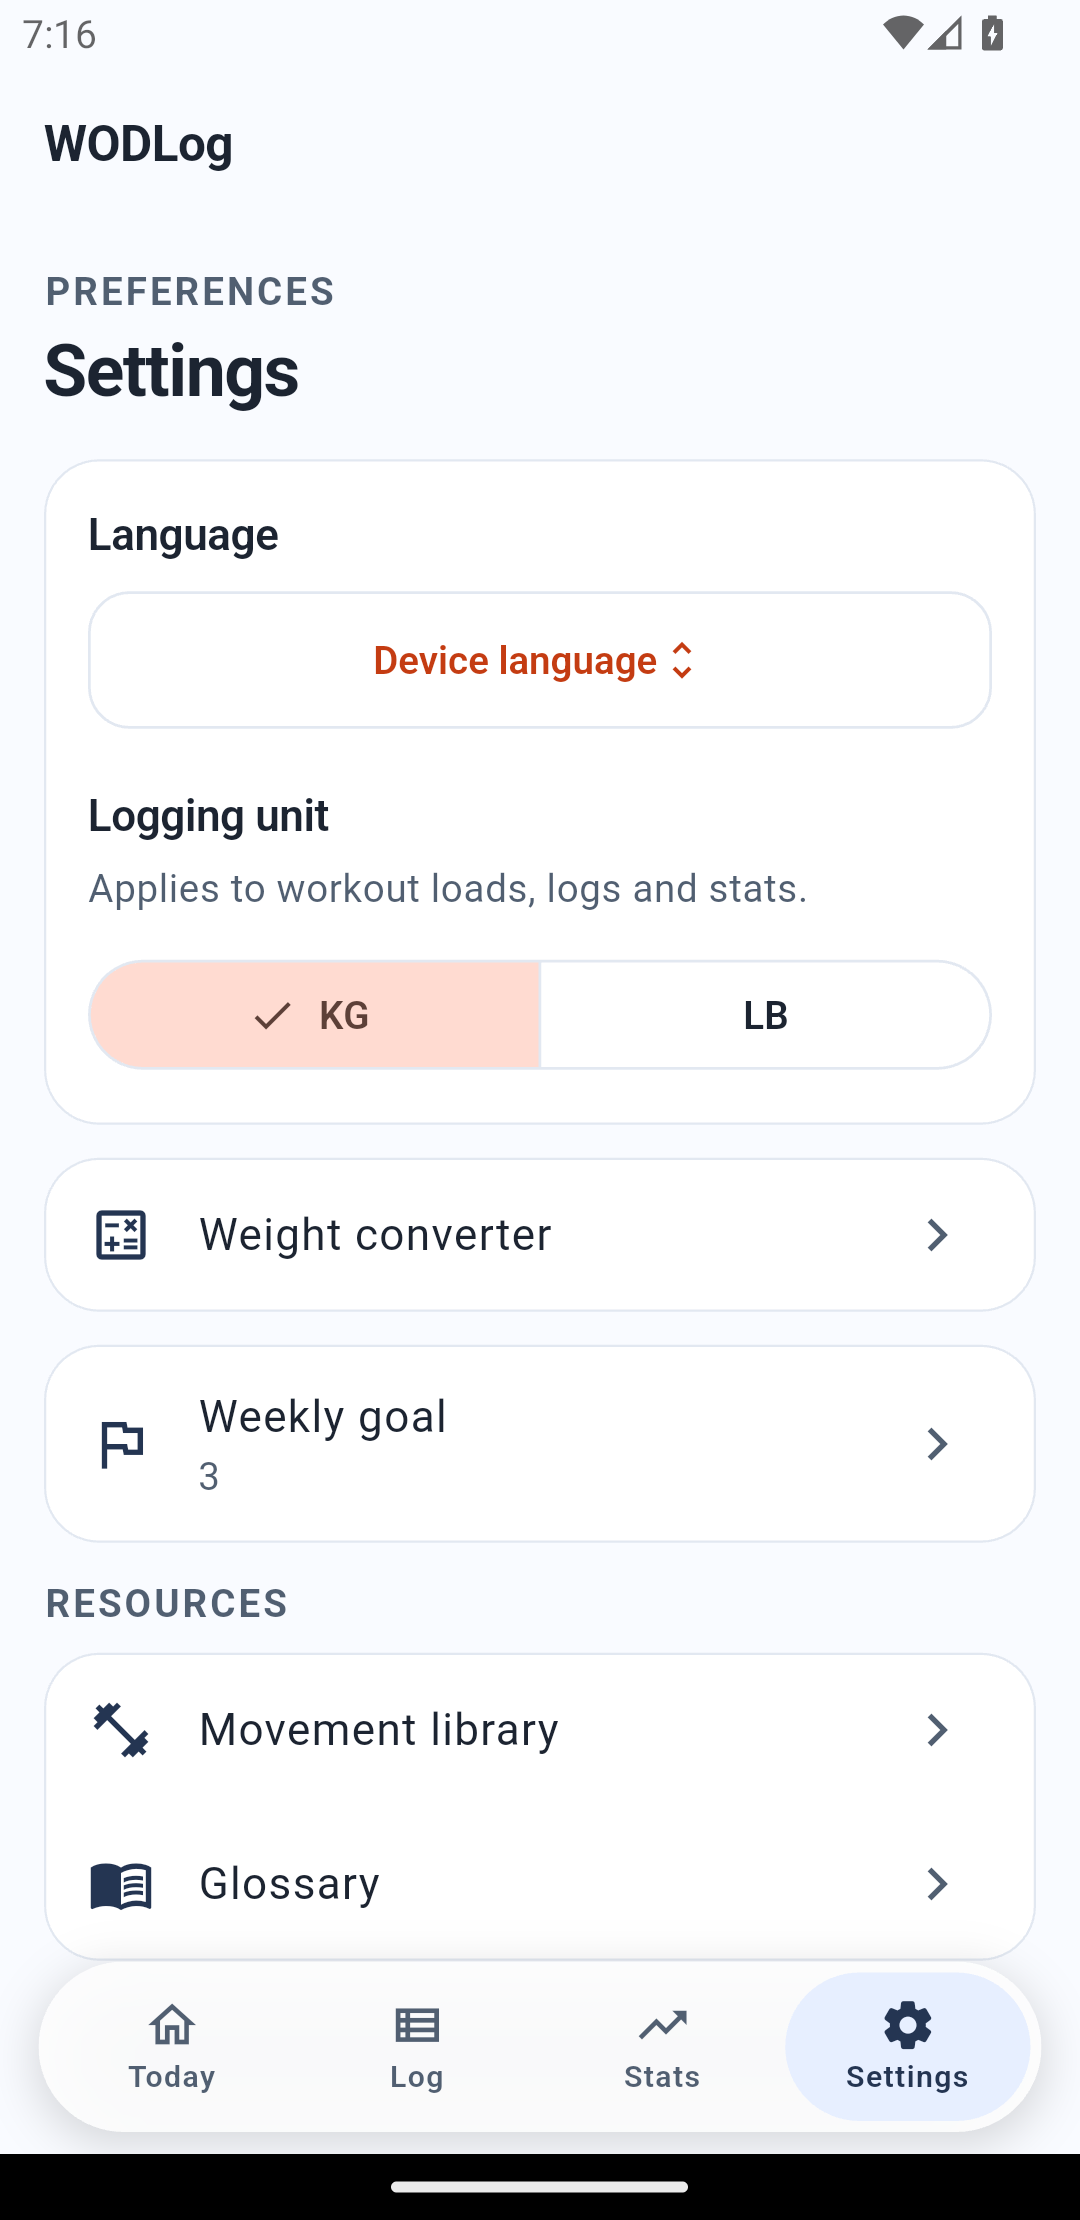 7:16
WODLog
PREFERENCES
Settings
Language
Device language
Logging unit
Applies to workout loads, logs and stats.
KG
LB
Weight converter
Weekly goal
3
RESOURCES
Movement library
Glossary
Today
Log
Stats
Settings